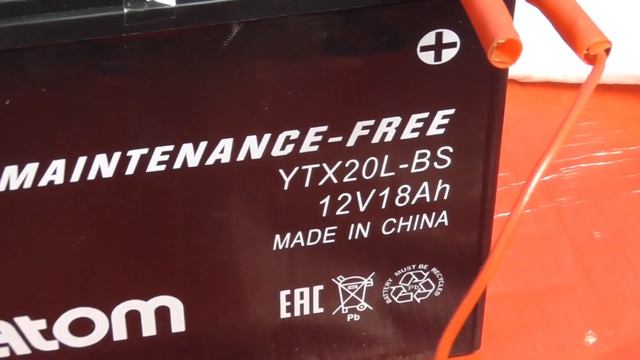 MAINTENANCE-FREE
YTX20L-BS
12V18Ah
MADE IN CHINA
EAC
Pb
BATTERY MUST BE RECYCLED
Pb
atom